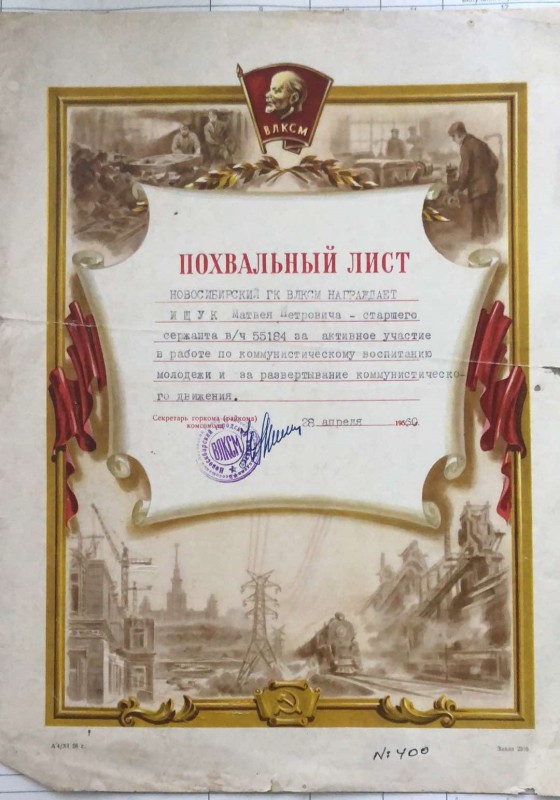 ВЛКСМ
ПОХВАЛЬНЫЙ ЛИСТ
НОВОСИБИРСКИЙ ГК ВЛКСМ НАГРАЖДАЕТ
ИЩУК Матвея Петровича - старшего
сержанта в/ч 55184 за активное участие
в работе по коммунистическому воспитанию
молодежи и за развертывание коммунистическо-
го движения.
Секретарь горкома (райкома)
комсомола
28 апреля 1960
ВЛКСМ
№ 400